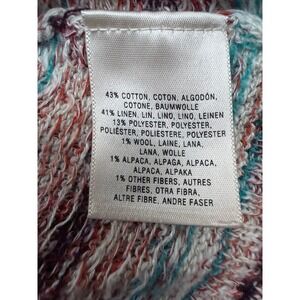 43% COTTON, COTON, ALGODÓN,
COTONE, BAUMWOLLE
41% LINEN, LIN, LINO, LINO, LEINEN
13% POLYESTER, POLYESTER,
POLIÉSTER, POLIESTERE, POLYESTER
1% WOOL, LAINE, LANA,
LANA, WOLLE
1% ALPACA, ALPAGA, ALPACA,
ALPACA, ALPAKA
1% OTHER FIBERS, AUTRES
FIBRES, OTRA FIBRA,
ALTRE FIBRE, ANDRE FASER